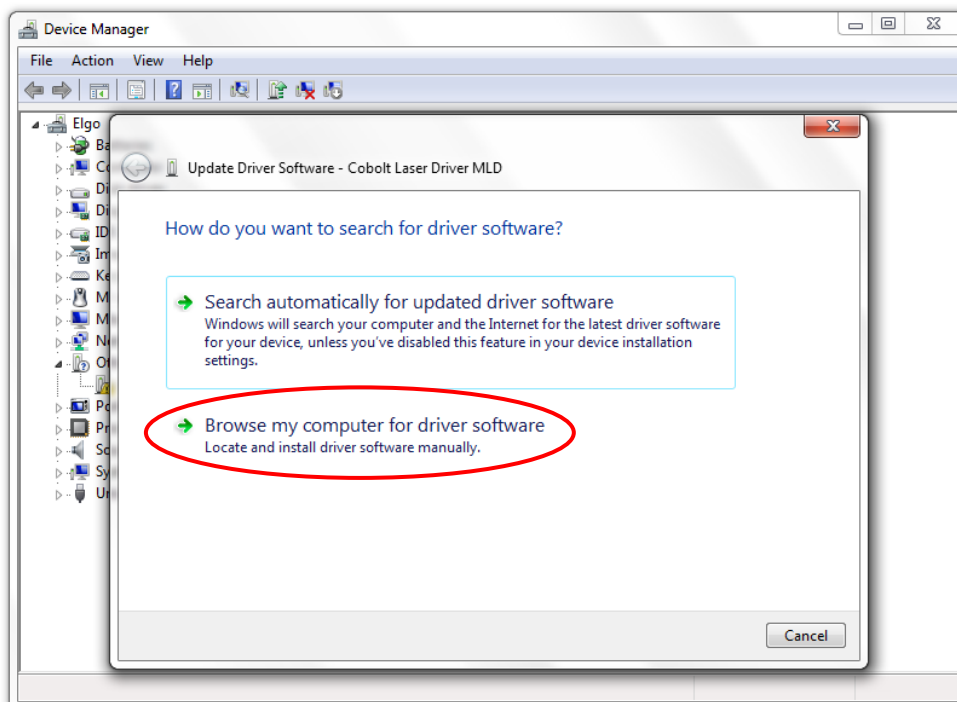 Device Manager
File Action View Help
Elgo
Update Driver Software - Cobolt Laser Driver MLD
How do you want to search for driver software?
Search automatically for updated driver software
Windows will search your computer and the Internet for the latest driver software
for your device, unless you've disabled this feature in your device installation
settings.
Browse my computer for driver software
Locate and install driver software manually.
Cancel